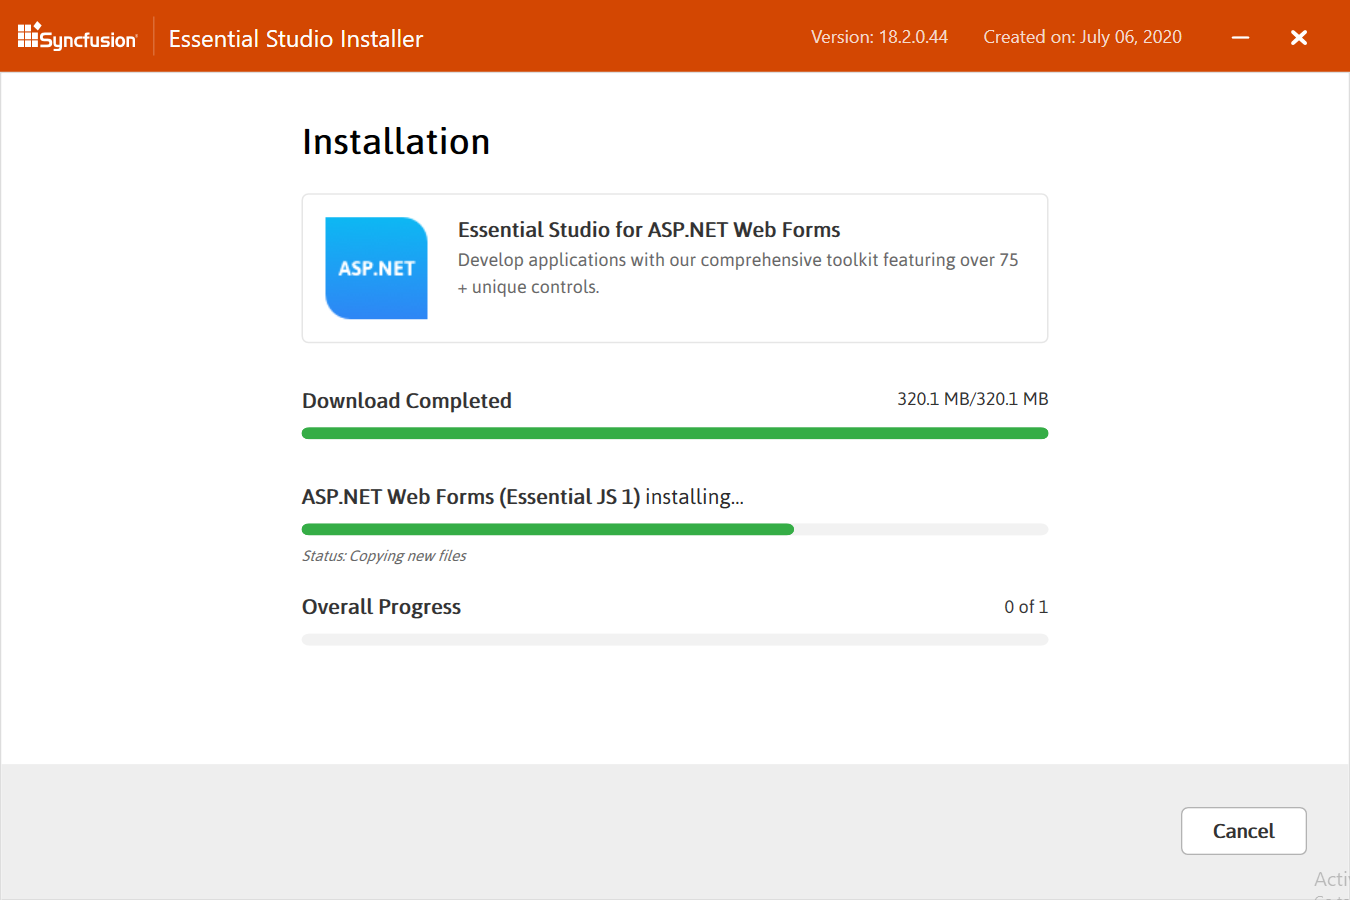 Syncfusion
Essential Studio Installer
Version: 18.2.0.44
Created on: July 06, 2020
Installation
ASP.NET
Essential Studio for ASP.NET Web Forms
Develop applications with our comprehensive toolkit featuring over 75
+ unique controls.
Download Completed
320.1 MB/320.1 MB
ASP.NET Web Forms (Essential JS 1) installing...
Status: Copying new files
Overall Progress
0 of 1
Cancel
Acti